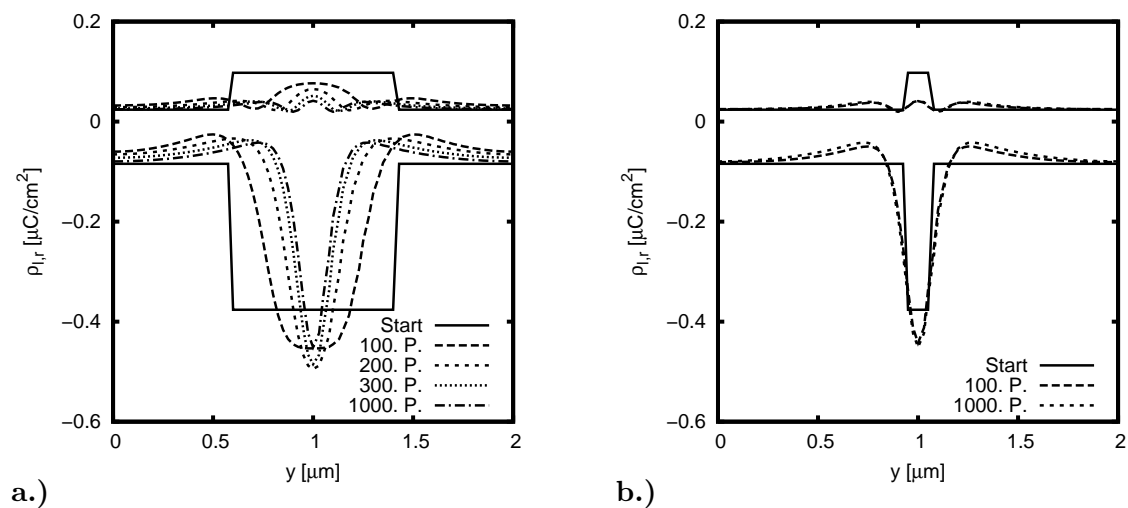 0.2
0
−0.2
−0.4
−0.6
ρl,r [μC/cm²]
0 0.5 1 1.5 2
y [μm]
Start
100. P.
200. P.
300. P.
1000. P.
a.)
0.2
0
−0.2
−0.4
−0.6
ρl,r [μC/cm²]
0 0.5 1 1.5 2
y [μm]
Start
100. P.
1000. P.
b.)